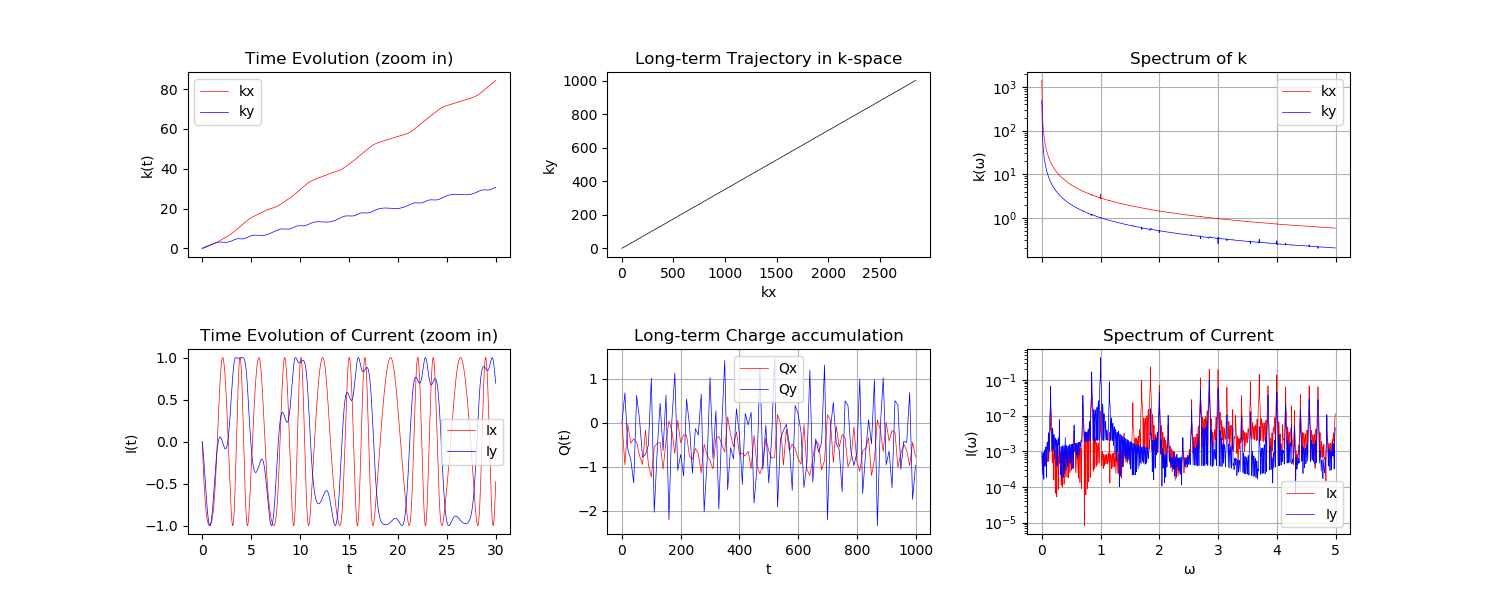 Time Evolution (zoom in)
k(t)
80
60
40
20
0
kx
ky
Long-term Trajectory in k-space
ky
1000
800
600
400
200
0
0 500 1000 1500 2000 2500
kx
Spectrum of k
k(ω)
10³
10²
10¹
10⁰
kx
ky
Time Evolution of Current (zoom in)
I(t)
1.0
0.5
0.0
−0.5
−1.0
Ix
Iy
0 5 10 15 20 25 30
t
Long-term Charge accumulation
Q(t)
1
0
−1
−2
Qx
Qy
0 200 400 600 800 1000
t
Spectrum of Current
I(ω)
10⁻¹
10⁻²
10⁻³
10⁻⁴
10⁻⁵
Ix
Iy
0 1 2 3 4 5
ω